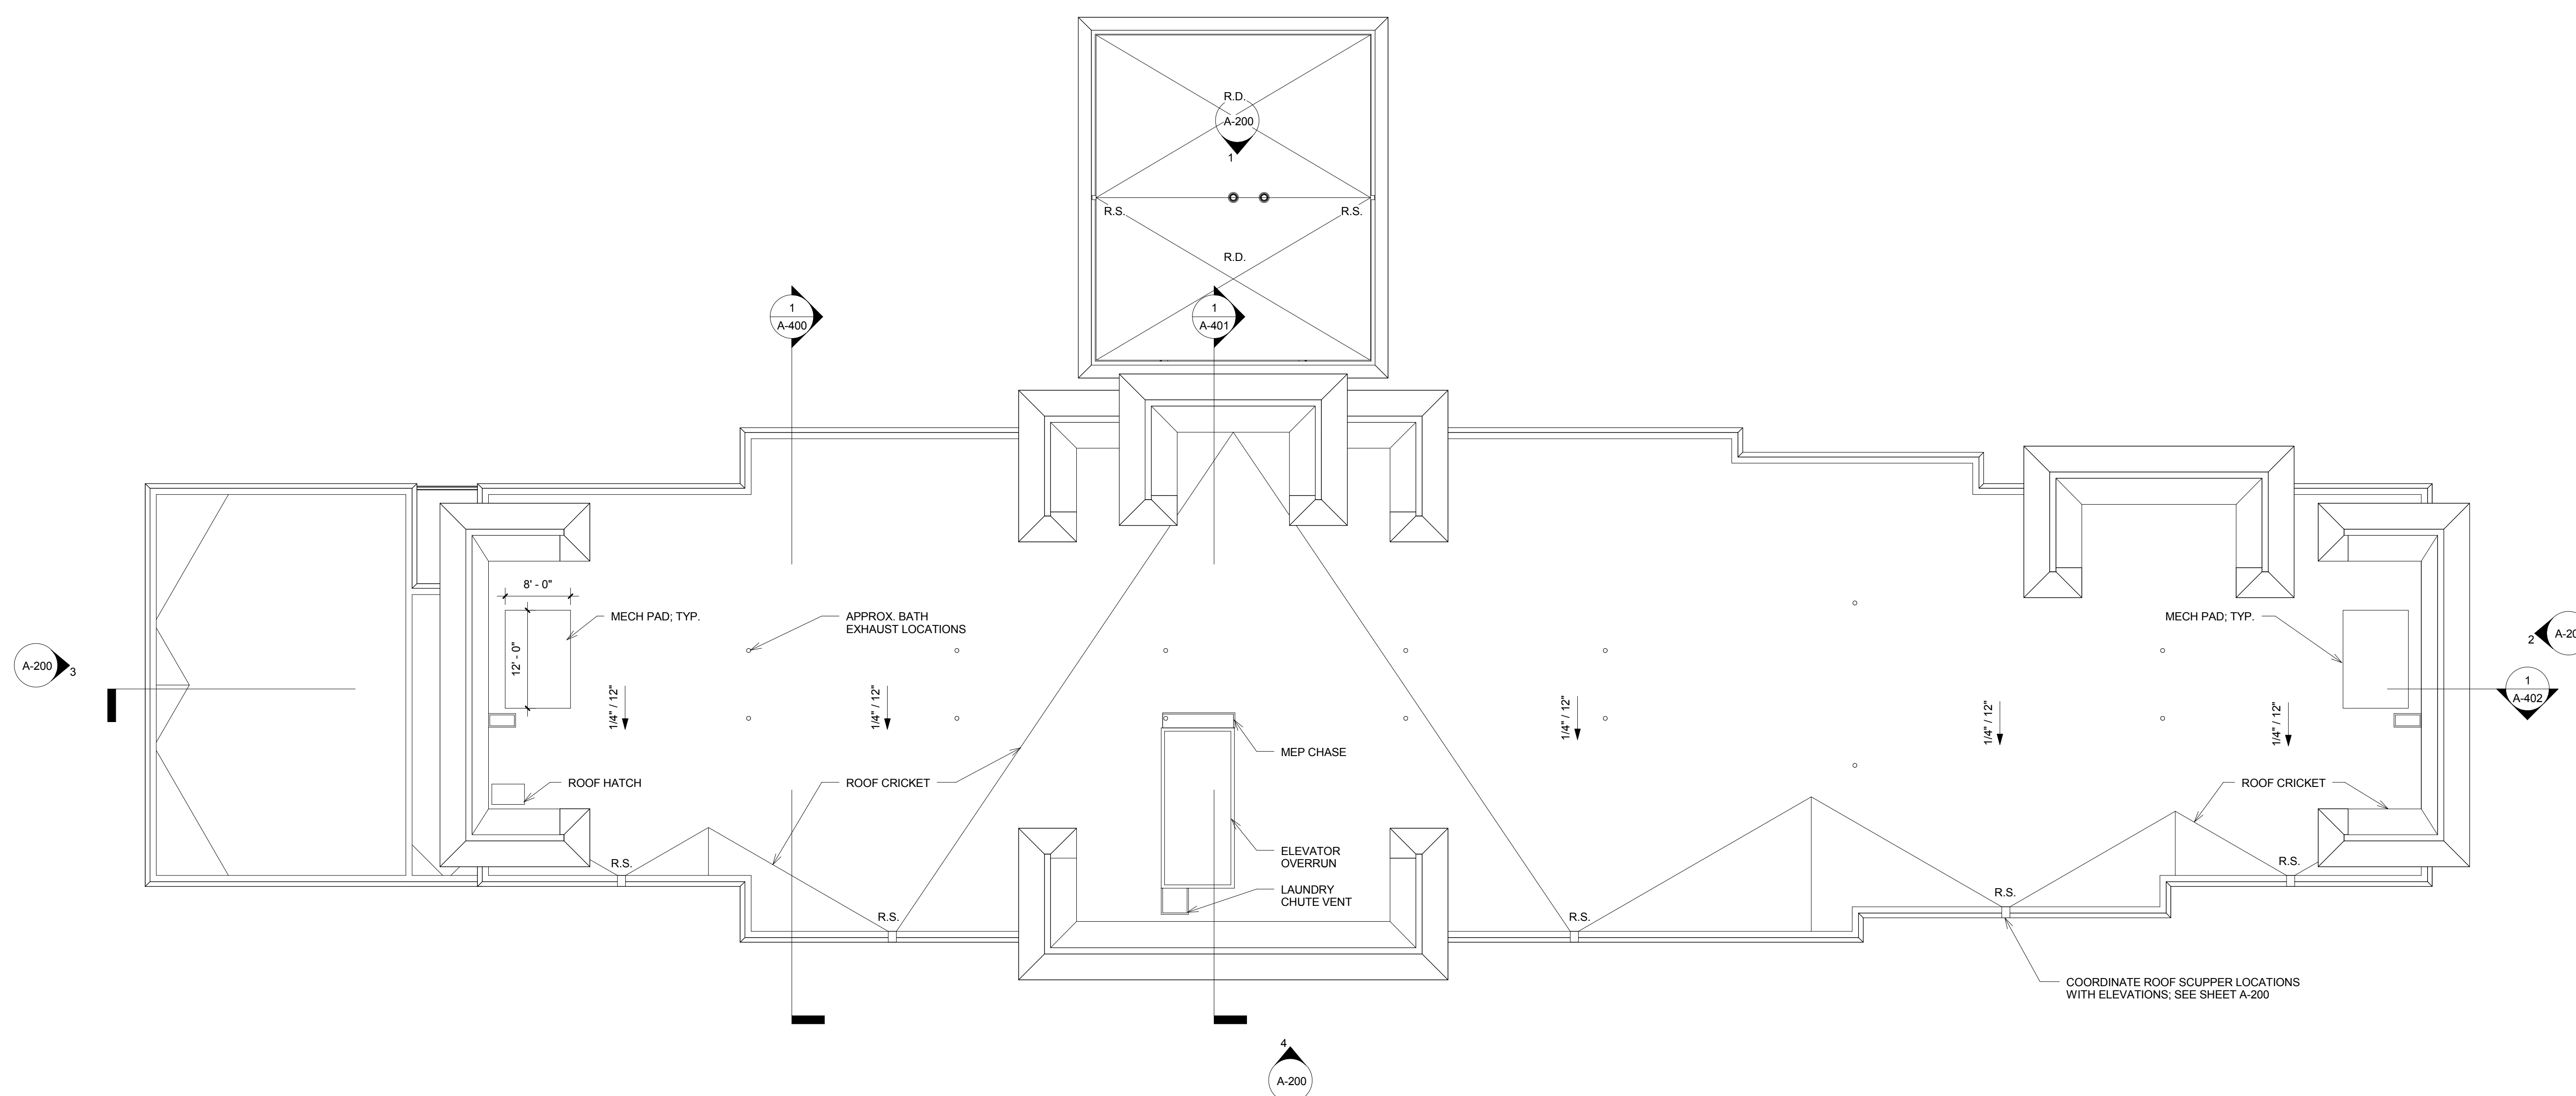 R.D.
A-200
1
R.S.
R.S.
R.D.
1
A-400
1
A-401
8' - 0"
12' - 0"
MECH PAD; TYP.
APPROX. BATH
EXHAUST LOCATIONS
MECH PAD; TYP.
A-200
3
2
A-20
1
A-402
1/4" / 12"
1/4" / 12"
1/4" / 12"
1/4" / 12"
1/4" / 12"
MEP CHASE
ROOF HATCH
ROOF CRICKET
ROOF CRICKET
ELEVATOR
OVERRUN
LAUNDRY
CHUTE VENT
R.S.
R.S.
R.S.
R.S.
R.S.
COORDINATE ROOF SCUPPER LOCATIONS
WITH ELEVATIONS; SEE SHEET A-200
4
A-200